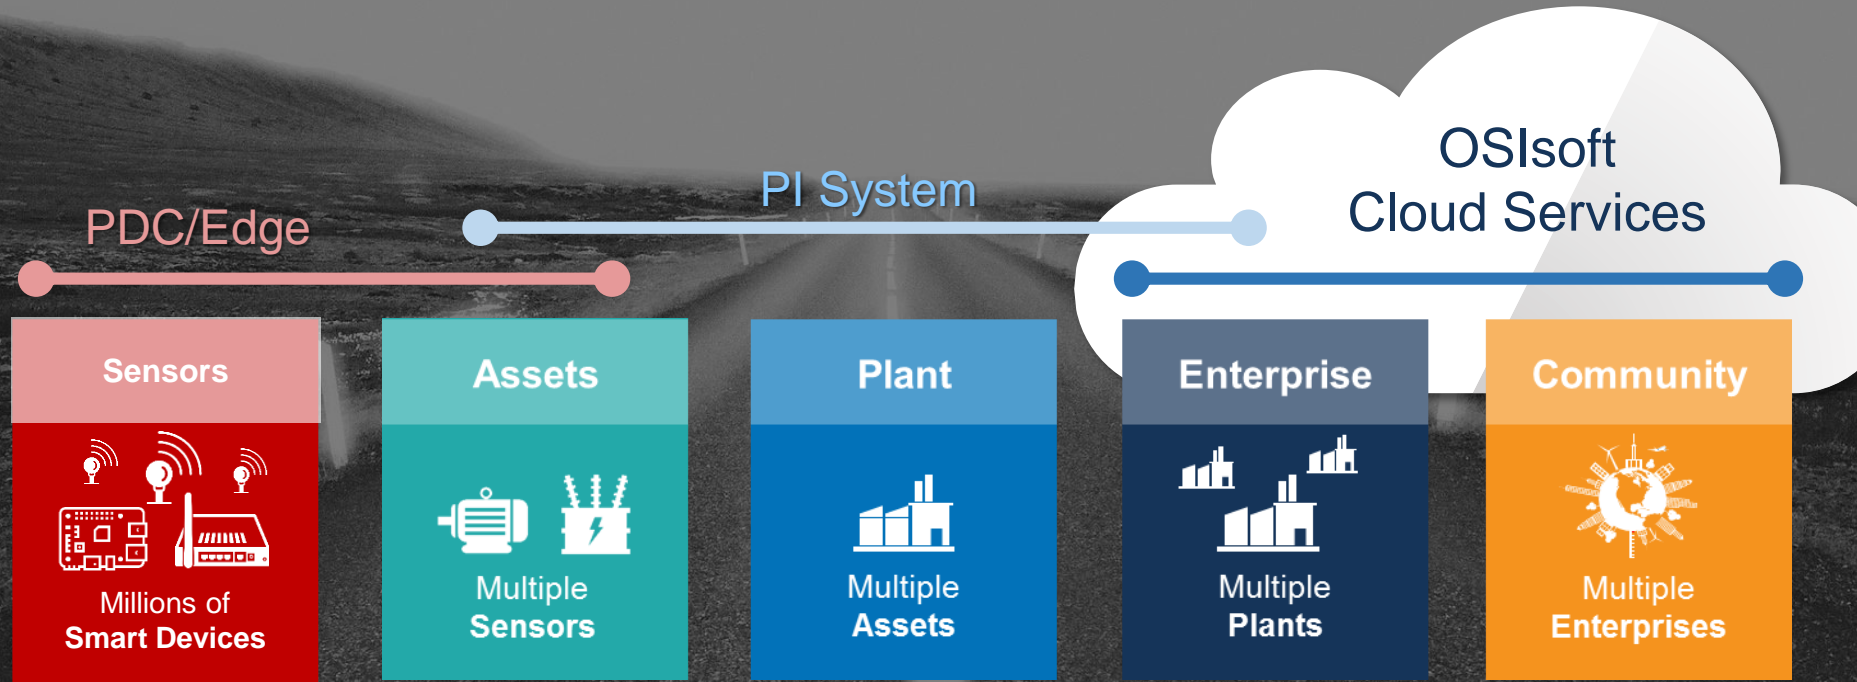 OSIsoft
Cloud Services
PI System
PDC/Edge
Sensors
Millions of
Smart Devices
Assets
Multiple
Sensors
Plant
Multiple
Assets
Enterprise
Multiple
Plants
Community
Multiple
Enterprises